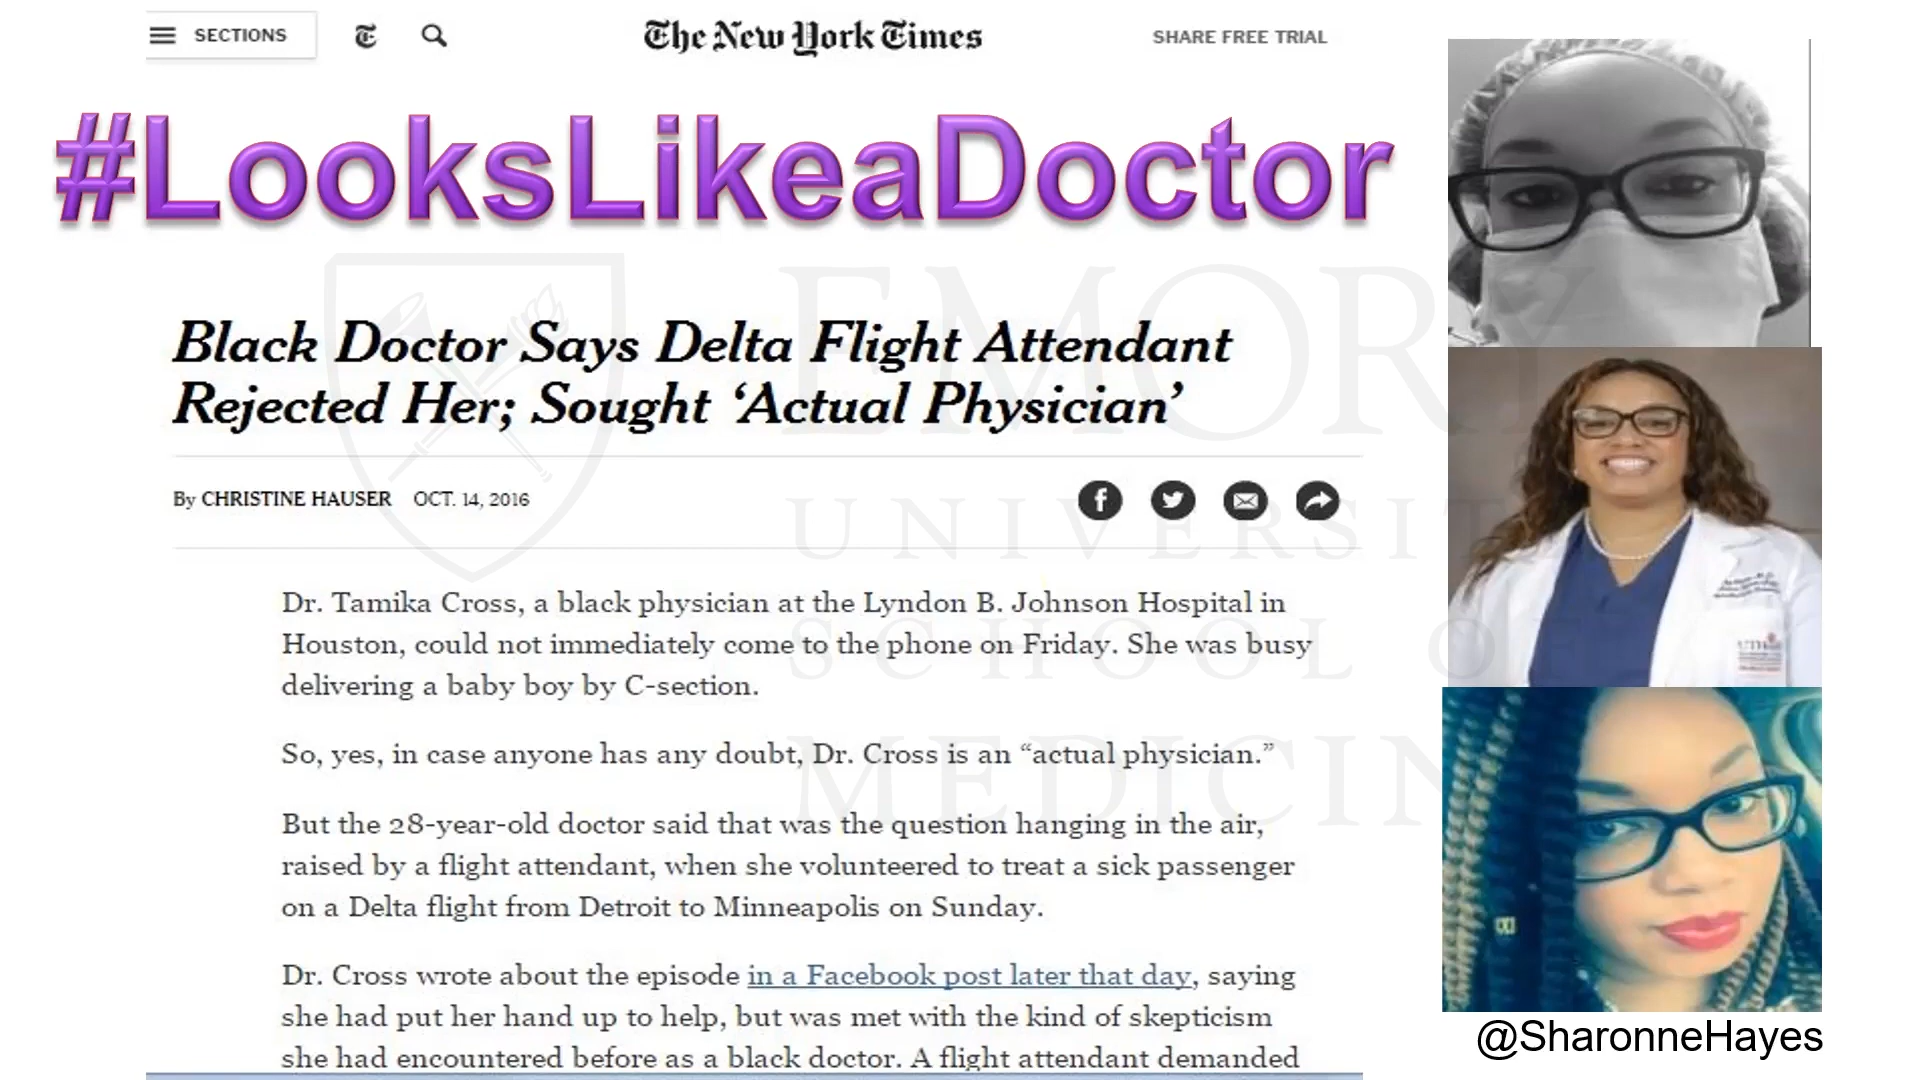 SECTIONS
The New York Times
SHARE FREE TRIAL
#LooksLikeaDoctor
Black Doctor Says Delta Flight Attendant
Rejected Her; Sought ‘Actual Physician’
By CHRISTINE HAUSER OCT. 14, 2016
Dr. Tamika Cross, a black physician at the Lyndon B. Johnson Hospital in
Houston, could not immediately come to the phone on Friday. She was busy
delivering a baby boy by C-section.
So, yes, in case anyone has any doubt, Dr. Cross is an “actual physician.”
But the 28-year-old doctor said that was the question hanging in the air,
raised by a flight attendant, when she volunteered to treat a sick passenger
on a Delta flight from Detroit to Minneapolis on Sunday.
Dr. Cross wrote about the episode in a Facebook post later that day, saying
she had put her hand up to help, but was met with the kind of skepticism
she had encountered before as a black doctor. A flight attendant demanded
@SharonneHayes
EMORY
UNIVERSIT
SCHOOL OF
MEDICIN